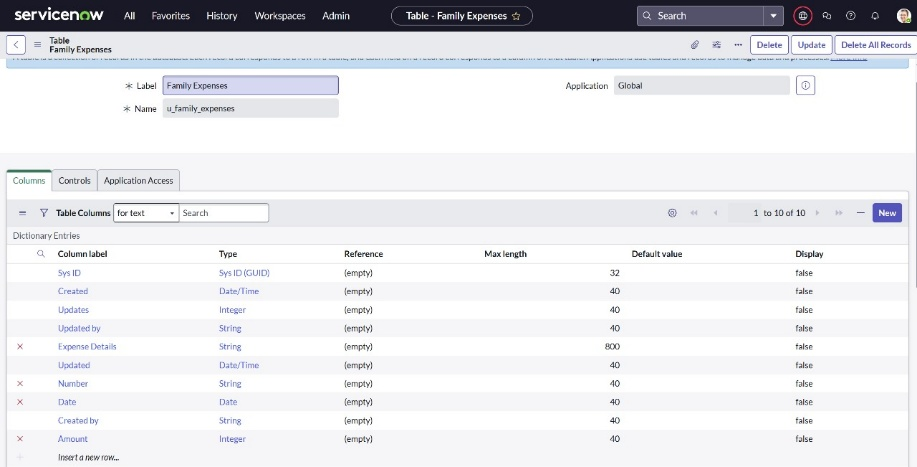 servicenow All Favorites History Workspaces Admin Table - Family Expenses Search
Table
Family Expenses
Delete Update Delete All Records
Label Family Expenses Application Global
Name u_family_expenses
Columns Controls Application Access
Table Columns for text Search 1 to 10 of 10 New
Dictionary Entries
Column label Type Reference Max length Default value Display
Sys ID Sys ID (GUID) (empty) 32 false
Created Date/Time (empty) 40 false
Updates Integer (empty) 40 false
Updated by String (empty) 40 false
Expense Details String (empty) 800 false
Updated Date/Time (empty) 40 false
Number String (empty) 40 false
Date Date (empty) 40 false
Created by String (empty) 40 false
Amount Integer (empty) 40 false
Insert a new row...